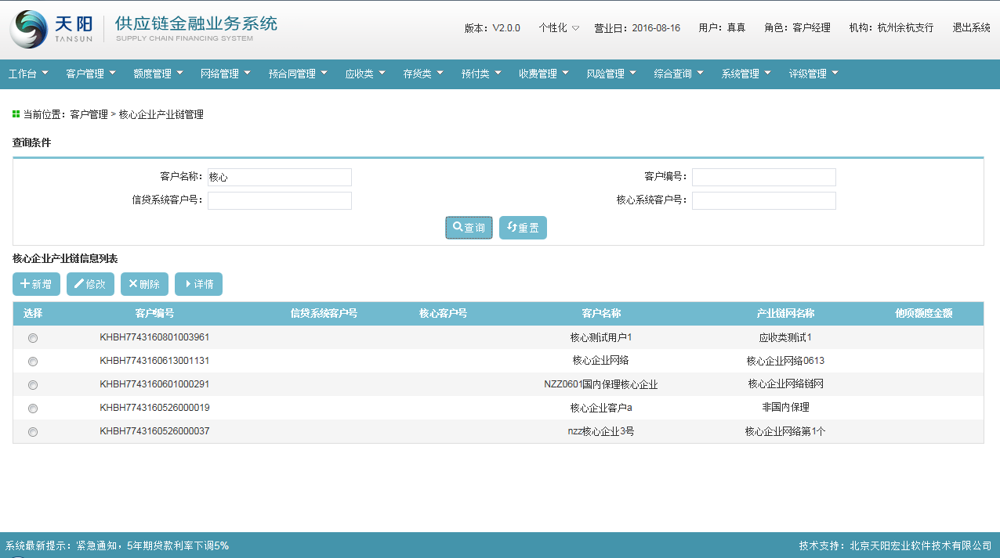 天阳 TANSUN 供应链金融业务系统 SUPPLY CHAIN FINANCING SYSTEM
版本：V2.0.0 个性化 营业日：2016-08-16 用户：真真 角色：客户经理 机构：杭州余杭支行 退出系统
工作台 客户管理 额度管理 网络管理 预合同管理 应收类 存货类 预付类 收费管理 风险管理 综合查询 系统管理 评级管理
当前位置：客户管理 > 核心企业产业链管理
查询条件
客户名称：核心 客户编号：
信贷系统客户号： 核心系统客户号：
查询 重置
核心企业产业链信息列表
新增 修改 删除 详情
选择 客户编号 信贷系统客户号 核心客户号 客户名称 产业链网名称 他项额度金额
KHBH7743160801003961 核心测试用户1 应收类测试1
KHBH7743160613001131 核心企业网络 核心企业网络0613
KHBH7743160601000291 NZZ0601国内保理核心企业 核心企业网络链网
KHBH7743160526000019 核心企业客户a 非国内保理
KHBH7743160526000037 nzz核心企业3号 核心企业网络第1个
系统最新提示：紧急通知，5年期贷款利率下调5% 技术支持：北京天阳宏业软件技术有限公司